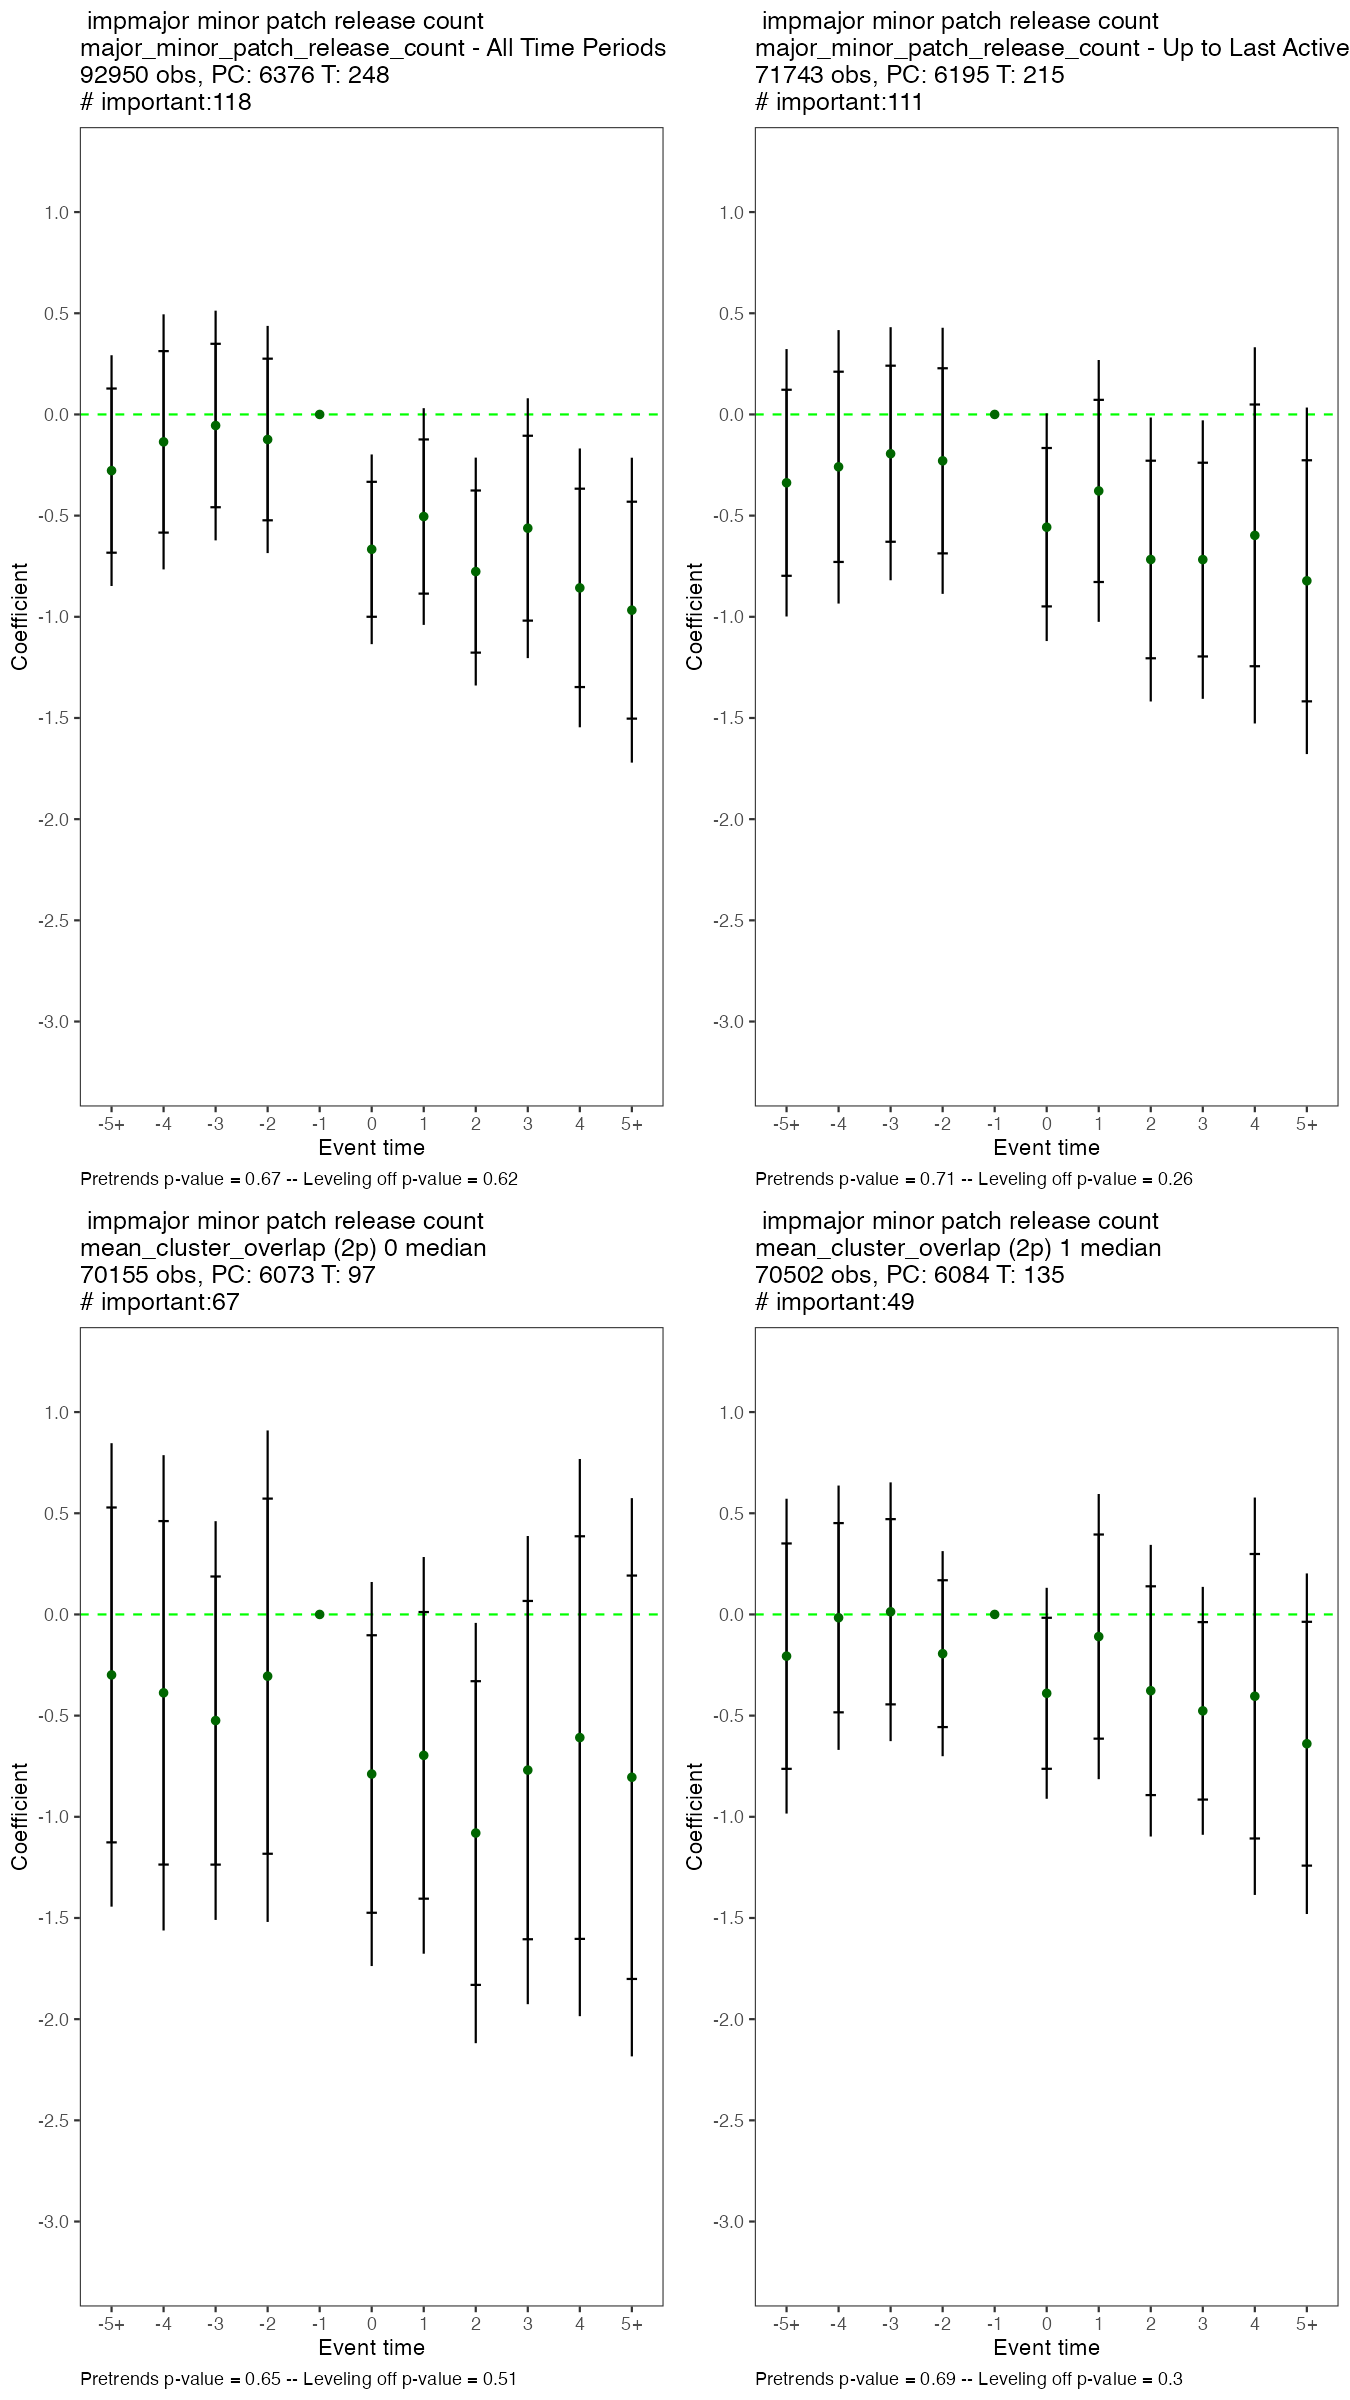 impmajor minor patch release count
major_minor_patch_release_count - All Time Periods
92950 obs, PC: 6376 T: 248
# important:118
1.0
0.5
0.0
-0.5
-1.0
-1.5
-2.0
-2.5
-3.0
Coefficient
-5+ -4 -3 -2 -1 0 1 2 3 4 5+
Event time
Pretrends p-value = 0.67 -- Leveling off p-value = 0.62
impmajor minor patch release count
major_minor_patch_release_count - Up to Last Active
71743 obs, PC: 6195 T: 215
# important:111
1.0
0.5
0.0
-0.5
-1.0
-1.5
-2.0
-2.5
-3.0
Coefficient
-5+ -4 -3 -2 -1 0 1 2 3 4 5+
Event time
Pretrends p-value = 0.71 -- Leveling off p-value = 0.26
impmajor minor patch release count
mean_cluster_overlap (2p) 0 median
70155 obs, PC: 6073 T: 97
# important:67
1.0
0.5
0.0
-0.5
-1.0
-1.5
-2.0
-2.5
-3.0
Coefficient
-5+ -4 -3 -2 -1 0 1 2 3 4 5+
Event time
Pretrends p-value = 0.65 -- Leveling off p-value = 0.51
impmajor minor patch release count
mean_cluster_overlap (2p) 1 median
70502 obs, PC: 6084 T: 135
# important:49
1.0
0.5
0.0
-0.5
-1.0
-1.5
-2.0
-2.5
-3.0
Coefficient
-5+ -4 -3 -2 -1 0 1 2 3 4 5+
Event time
Pretrends p-value = 0.69 -- Leveling off p-value = 0.3